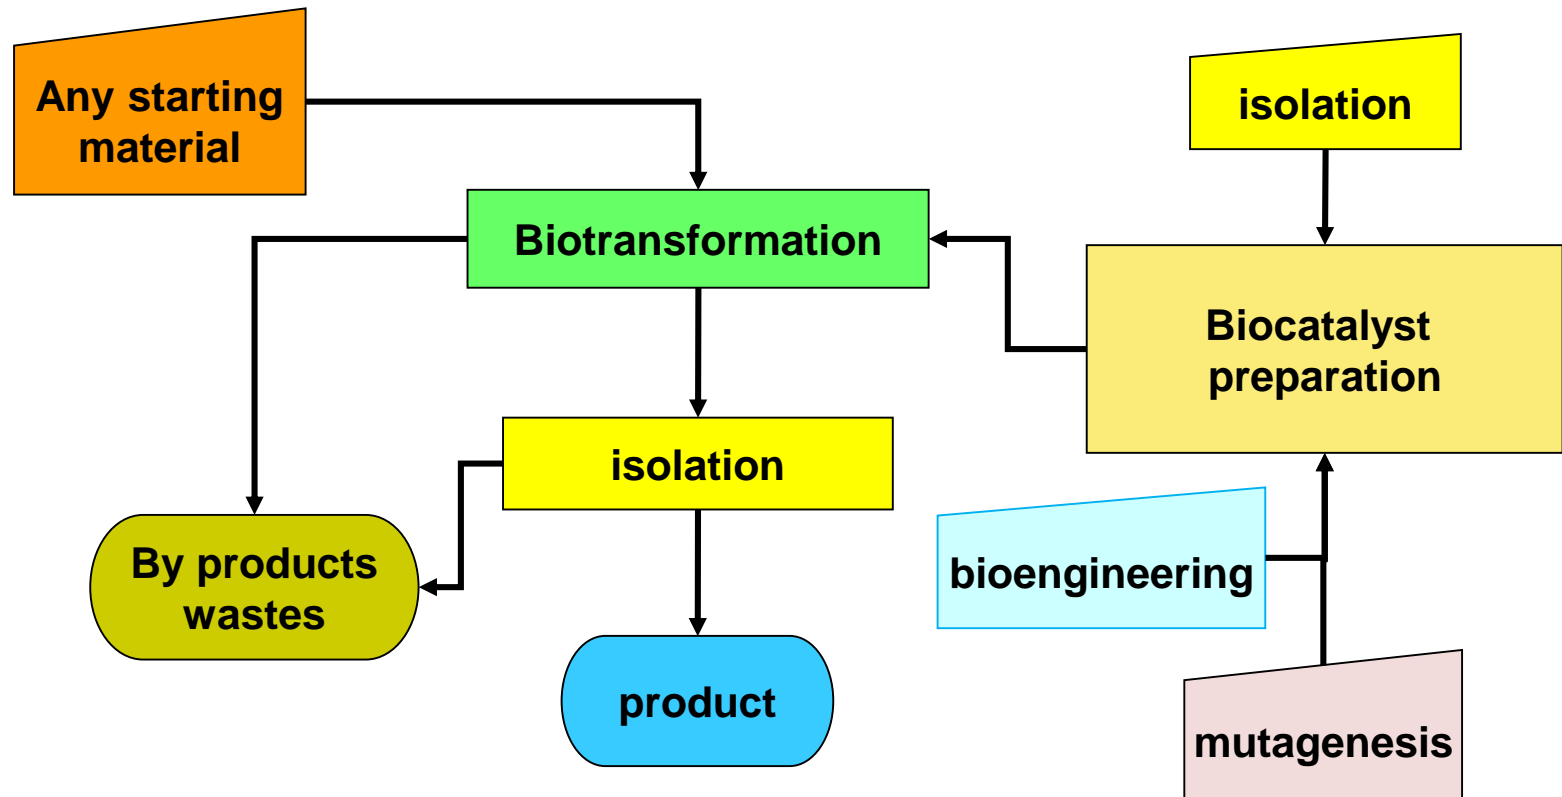 Any starting
material
isolation
Biotransformation
Biocatalyst
preparation
isolation
By products
wastes
bioengineering
product
mutagenesis